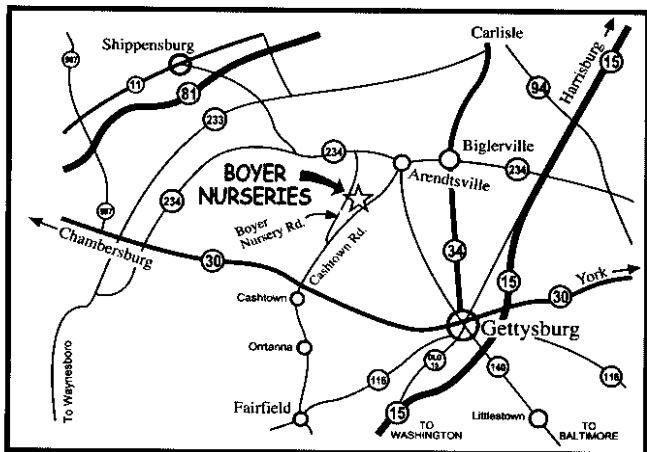 Shippensburg
Carlisle
Harrisburg
997
11
81
15
233
94
234
Biglerville
BOYER
NURSERIES
Arendtsville
234
234
Boyer
Nursery Rd.
Cashtown Rd.
997
Chambersburg
30
34
York
15
30
Cashtown
Gettysburg
Orrtanna
To Waynesboro
116
OLD
15
140
116
Fairfield
15
TO
WASHINGTON
Littlestown
TO
BALTIMORE